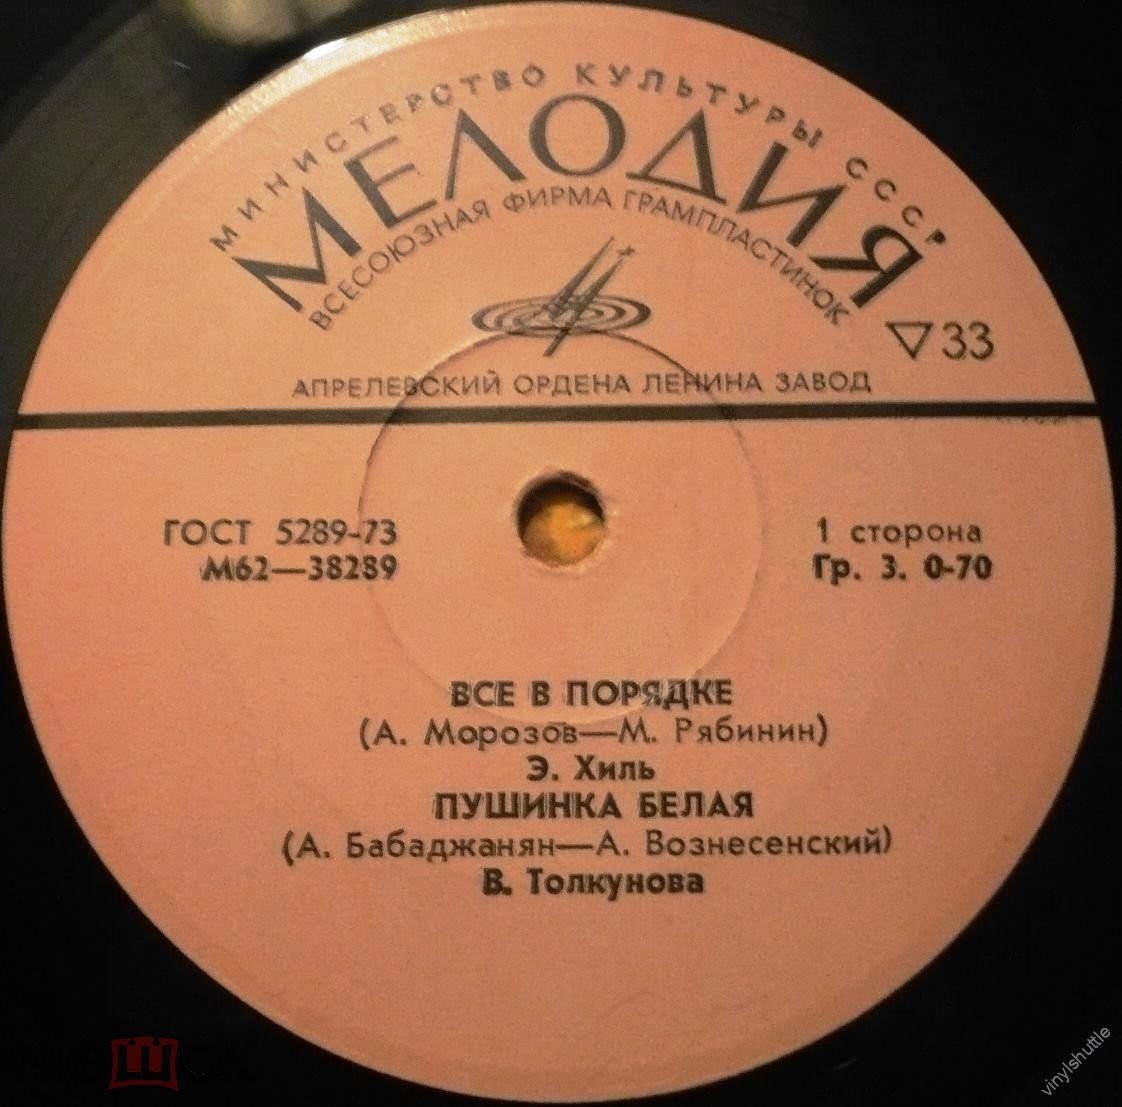 МИНИСТЕРСТВО КУЛЬТУРЫ СССР
МЕЛОДИЯ
ВСЕСОЮЗНАЯ ФИРМА ГРАМПЛАСТИНОК
▽33
АПРЕЛЕВСКИЙ ОРДЕНА ЛЕНИНА ЗАВОД
ГОСТ 5289-73
М62—38289
1 сторона
Гр. 3. 0-70
ВСЕ В ПОРЯДКЕ
(А. Морозов—М. Рябинин)
Э. Хиль
ПУШИНКА БЕЛАЯ
(А. Бабаджанян—А. Вознесенский)
В. Толкунова
vinylshuttle